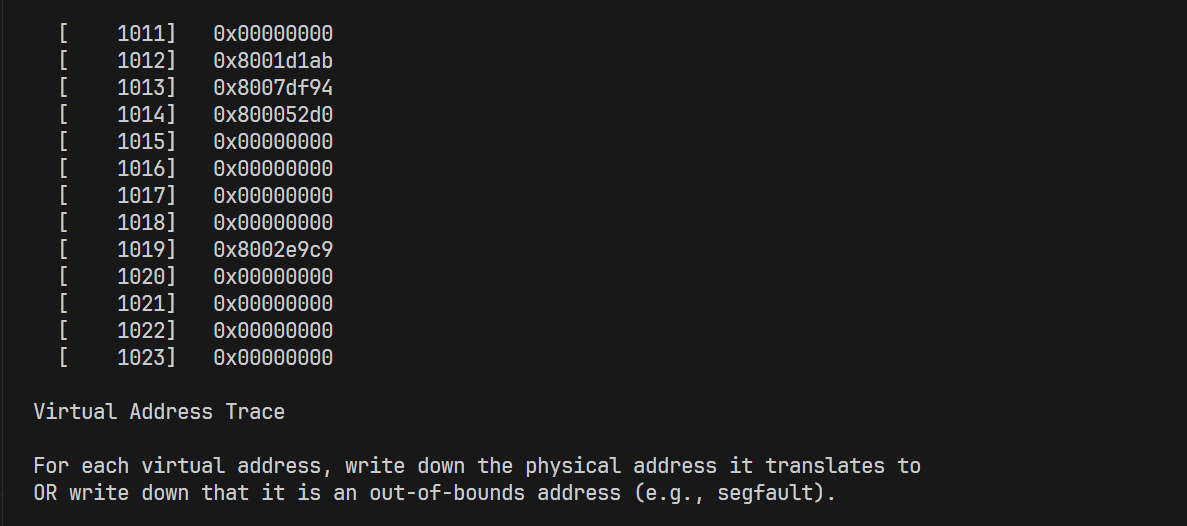 [    1011]   0x00000000
[    1012]   0x8001d1ab
[    1013]   0x8007df94
[    1014]   0x800052d0
[    1015]   0x00000000
[    1016]   0x00000000
[    1017]   0x00000000
[    1018]   0x00000000
[    1019]   0x8002e9c9
[    1020]   0x00000000
[    1021]   0x00000000
[    1022]   0x00000000
[    1023]   0x00000000
Virtual Address Trace
For each virtual address, write down the physical address it translates to
OR write down that it is an out-of-bounds address (e.g., segfault).